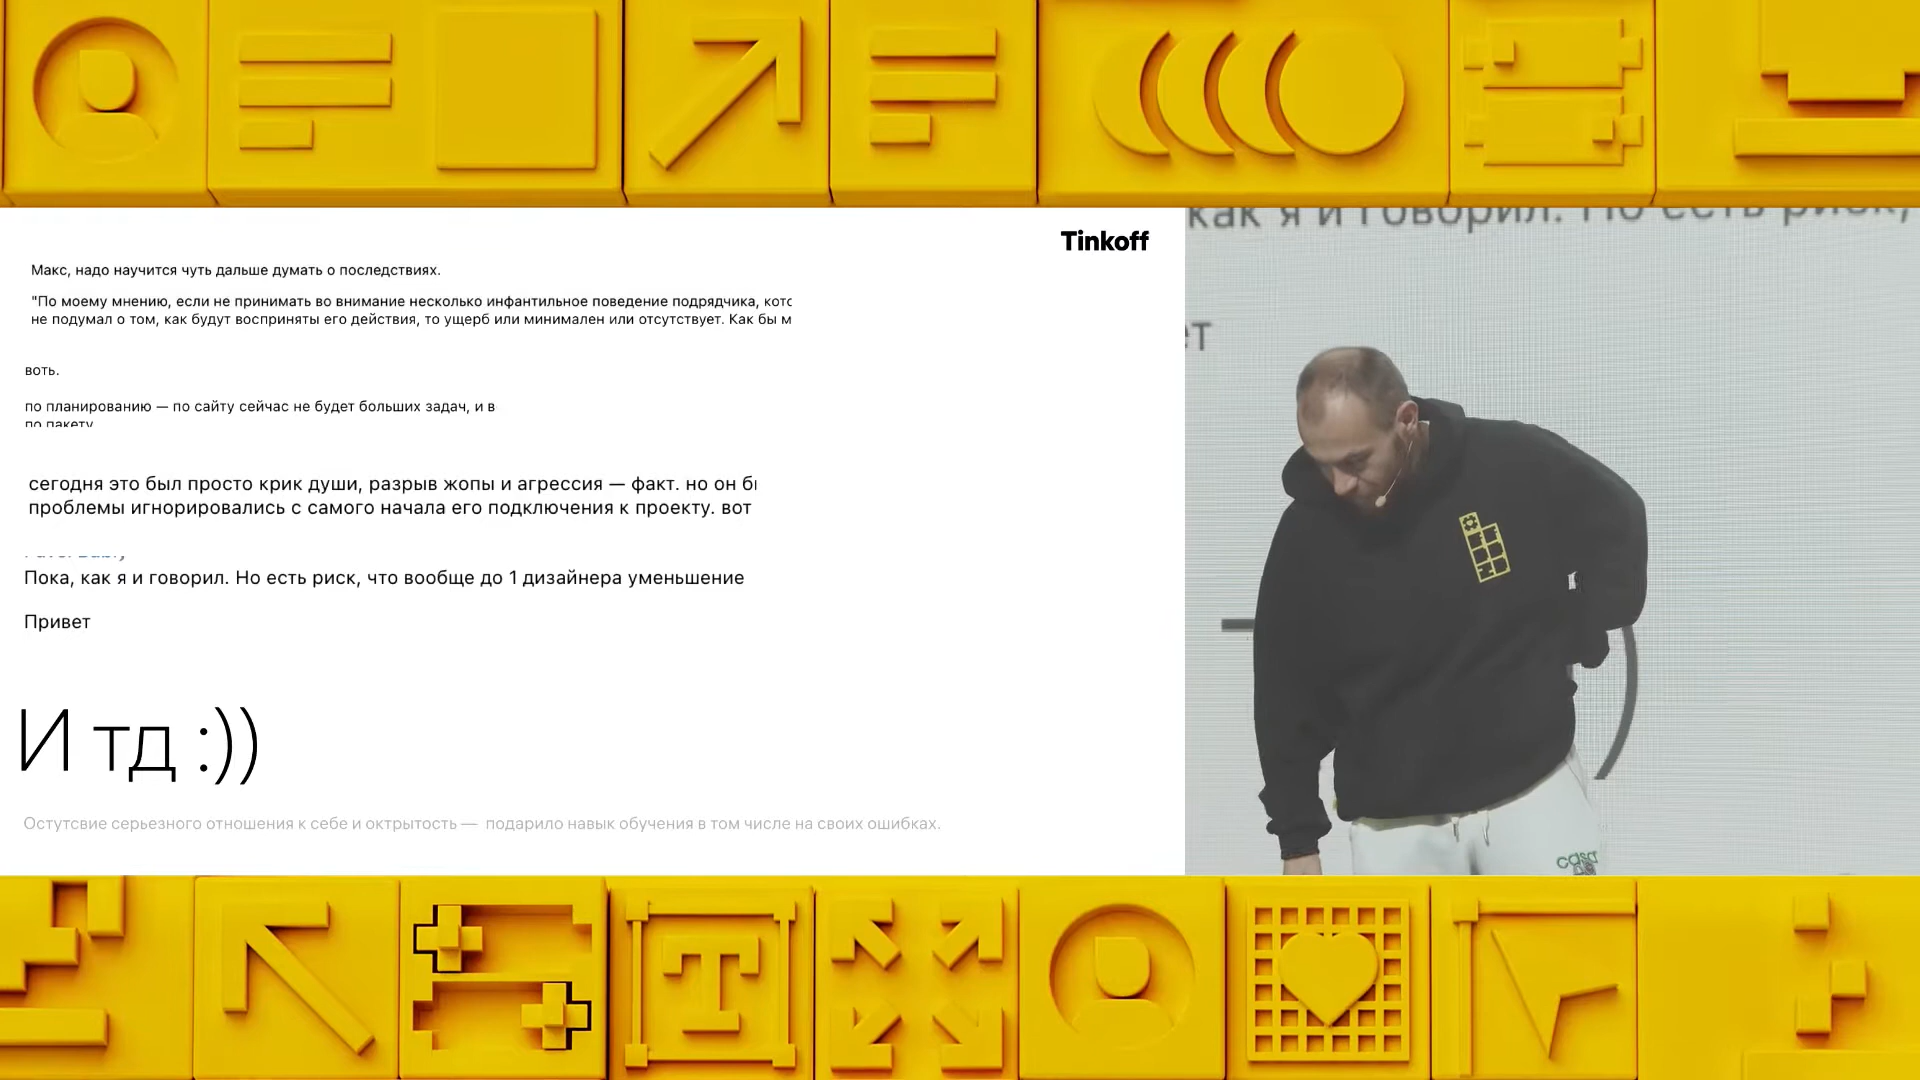 как я и говорил. Но есть риск,
Tinkoff
Макс, надо научится чуть дальше думать о последствиях.
"По моему мнению, если не принимать во внимание несколько инфантильное поведение подрядчика,
не подумал о том, как будут восприняты его действия, то ущерб или минимален или отсутствует. Как бы м
воть.
по планированию — по сайту сейчас не будет больших задач, и в
по пакету
сегодня это был просто крик души, разрыв жопы и агрессия — факт. но он
проблемы игнорировались с самого начала его подключения к проекту. вот
Пока, как я и говорил. Но есть риск, что вообще до 1 дизайнера уменьшение
Привет
И тд :))
Остутсвие серьезного отношения к себе и октрытость — подарило навык обучения в том числе на своих ошибках.
casa